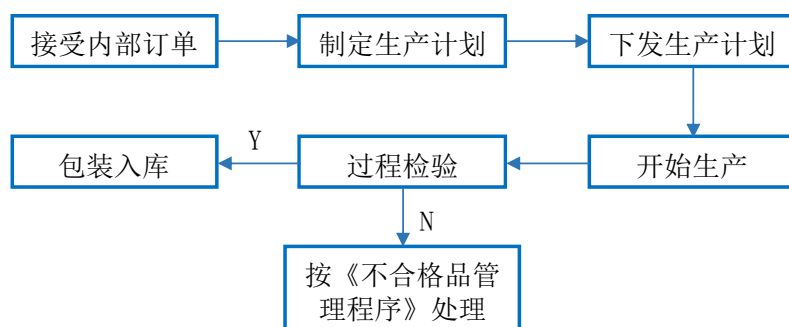 接受内部订单
制定生产计划
下发生产计划
包装入库
Y
过程检验
开始生产
N
按《不合格品管
理程序》处理